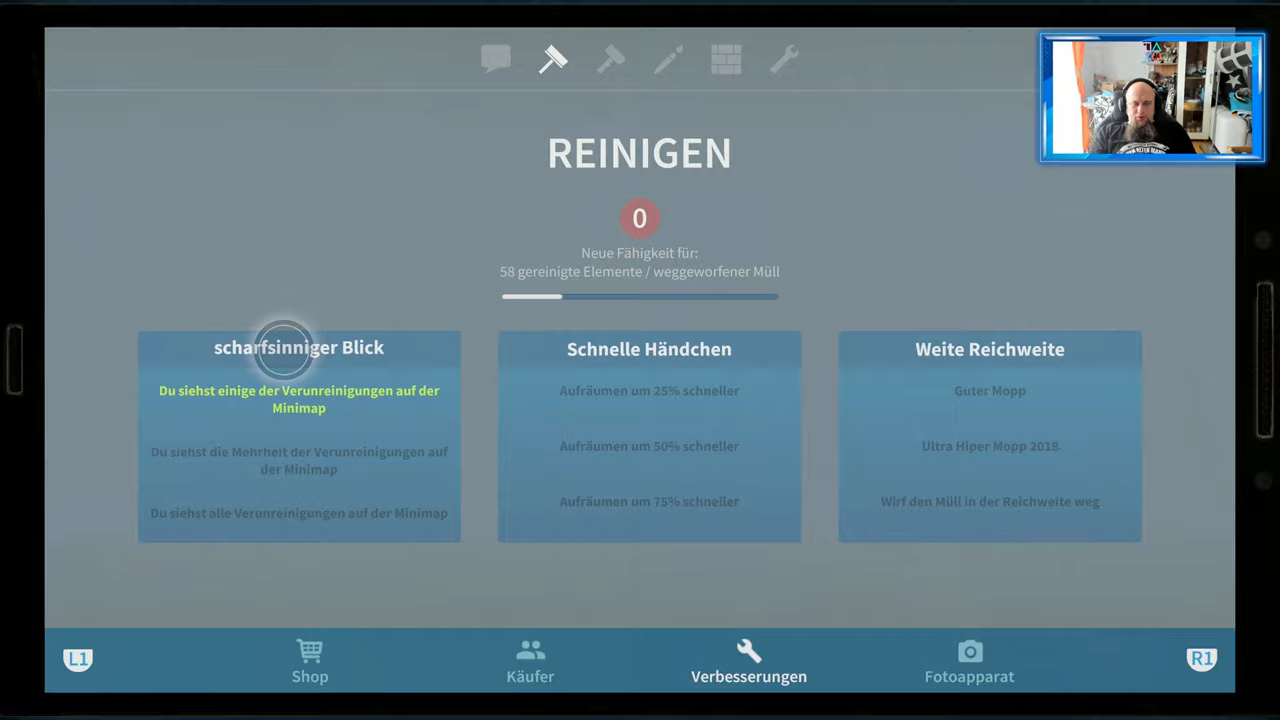 REINIGEN
0
Neue Fähigkeit für:
58 gereinigte Elemente / weggeworfener Müll
scharfsinniger Blick
Du siehst einige der Verunreinigungen auf der
Minimap
Du siehst die Mehrheit der Verunreinigungen auf
der Minimap
Du siehst alle Verunreinigungen auf der Minimap
Schnelle Händchen
Aufräumen um 25% schneller
Aufräumen um 50% schneller
Aufräumen um 75% schneller
Weite Reichweite
Guter Mopp
Ultra Hiper Mopp 2018.
Wirf den Müll in der Reichweite weg
L1
Shop
Käufer
Verbesserungen
Fotoapparat
R1